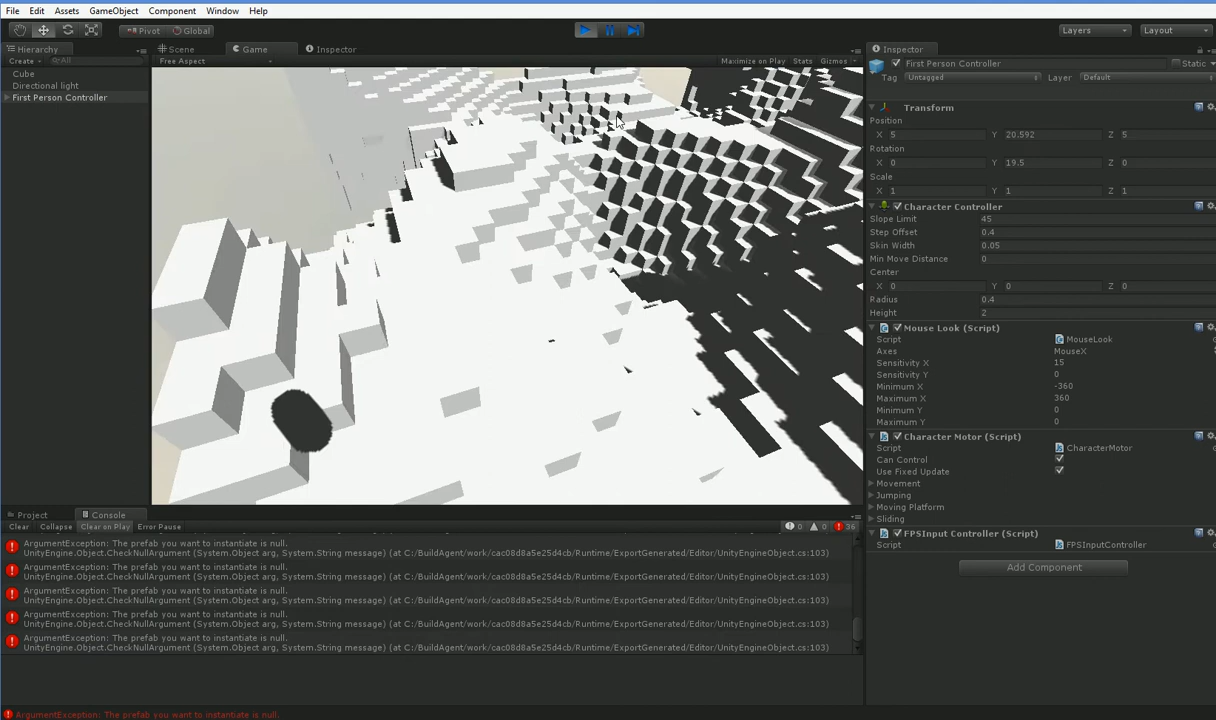 File Edit Assets GameObject Component Window Help
Pivot Global Layers Layout
Hierarchy Scene Game Inspector Inspector
Create All Free Aspect Maximize on Play Stats Gizmos
Cube
Directional light
First Person Controller
First Person Controller Static
Tag Untagged Layer Default
Transform
Position
X 5 Y 20.592 Z 5
Rotation
X 0 Y 19.5 Z 0
Scale
X 1 Y 1 Z 1
Character Controller
Slope Limit 45
Step Offset 0.4
Skin Width 0.05
Min Move Distance 0
Center
X 0 Y 0 Z 0
Radius 0.4
Height 2
Mouse Look (Script)
Script MouseLook
Axes MouseX
Sensitivity X 15
Sensitivity Y 0
Minimum X -360
Maximum X 360
Minimum Y 0
Maximum Y 0
Character Motor (Script)
Script CharacterMotor
Can Control
Use Fixed Update
Movement
Jumping
Moving Platform
Sliding
FPSInput Controller (Script)
Script FPSInputController
Add Component
Project Console
Clear Collapse Clear on Play Error Pause 0 0 36
ArgumentException: The prefab you want to instantiate is null.
UnityEngine.Object.CheckNullArgument (System.Object arg, System.String message) (at C:/BuildAgent/work/cac08d8a5e25d4cb/Runtime/ExportGenerated/Editor/UnityEngineObject.cs:103)
ArgumentException: The prefab you want to instantiate is null.
UnityEngine.Object.CheckNullArgument (System.Object arg, System.String message) (at C:/BuildAgent/work/cac08d8a5e25d4cb/Runtime/ExportGenerated/Editor/UnityEngineObject.cs:103)
ArgumentException: The prefab you want to instantiate is null.
UnityEngine.Object.CheckNullArgument (System.Object arg, System.String message) (at C:/BuildAgent/work/cac08d8a5e25d4cb/Runtime/ExportGenerated/Editor/UnityEngineObject.cs:103)
ArgumentException: The prefab you want to instantiate is null.
UnityEngine.Object.CheckNullArgument (System.Object arg, System.String message) (at C:/BuildAgent/work/cac08d8a5e25d4cb/Runtime/ExportGenerated/Editor/UnityEngineObject.cs:103)
ArgumentException: The prefab you want to instantiate is null.
UnityEngine.Object.CheckNullArgument (System.Object arg, System.String message) (at C:/BuildAgent/work/cac08d8a5e25d4cb/Runtime/ExportGenerated/Editor/UnityEngineObject.cs:103)
ArgumentException: The prefab you want to instantiate is null.